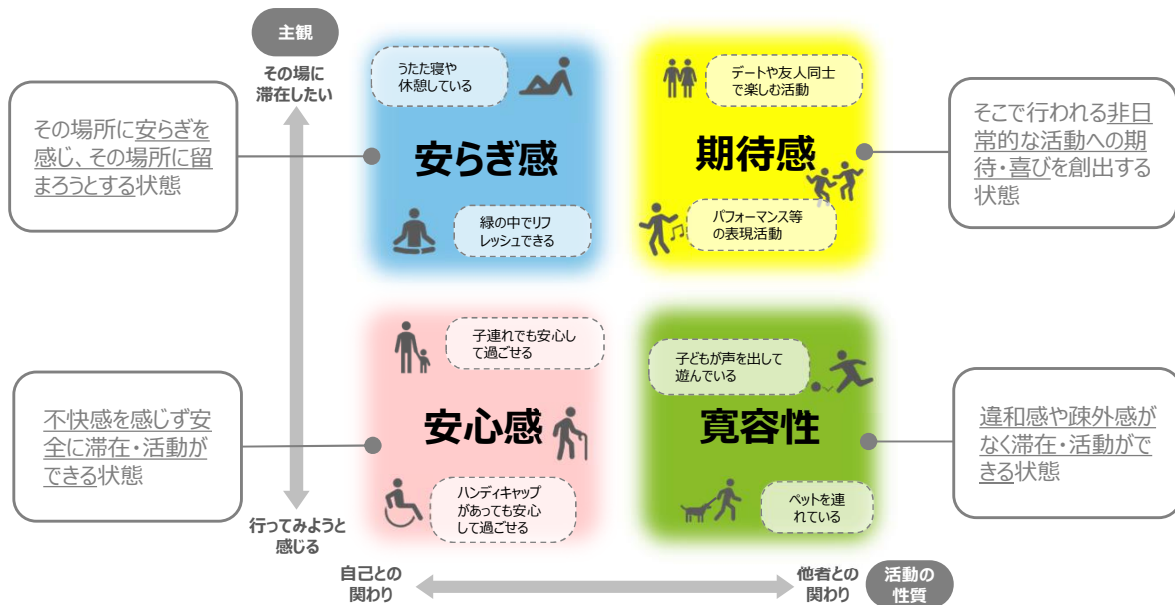 主観
その場に
滞在したい
その場所に安らぎを
感じ、その場所に留
まろうとする状態
うたた寝や
休憩している
安らぎ感
緑の中でリフ
レッシュできる
デートや友人同士
で楽しむ活動
期待感
パフォーマンス等
の表現活動
そこで行われる非日
常的な活動への期
待・喜びを創出する
状態
不快感を感じず安
全に滞在・活動が
できる状態
子連れでも安心し
て過ごせる
安心感
ハンディキャップ
があっても安心
して過ごせる
子どもが声を出して
遊んでいる
寛容性
ペットを連
れている
違和感や疎外感が
なく滞在・活動がで
きる状態
行ってみようと
感じる
自己との
関わり
他者との
関わり
活動の
性質